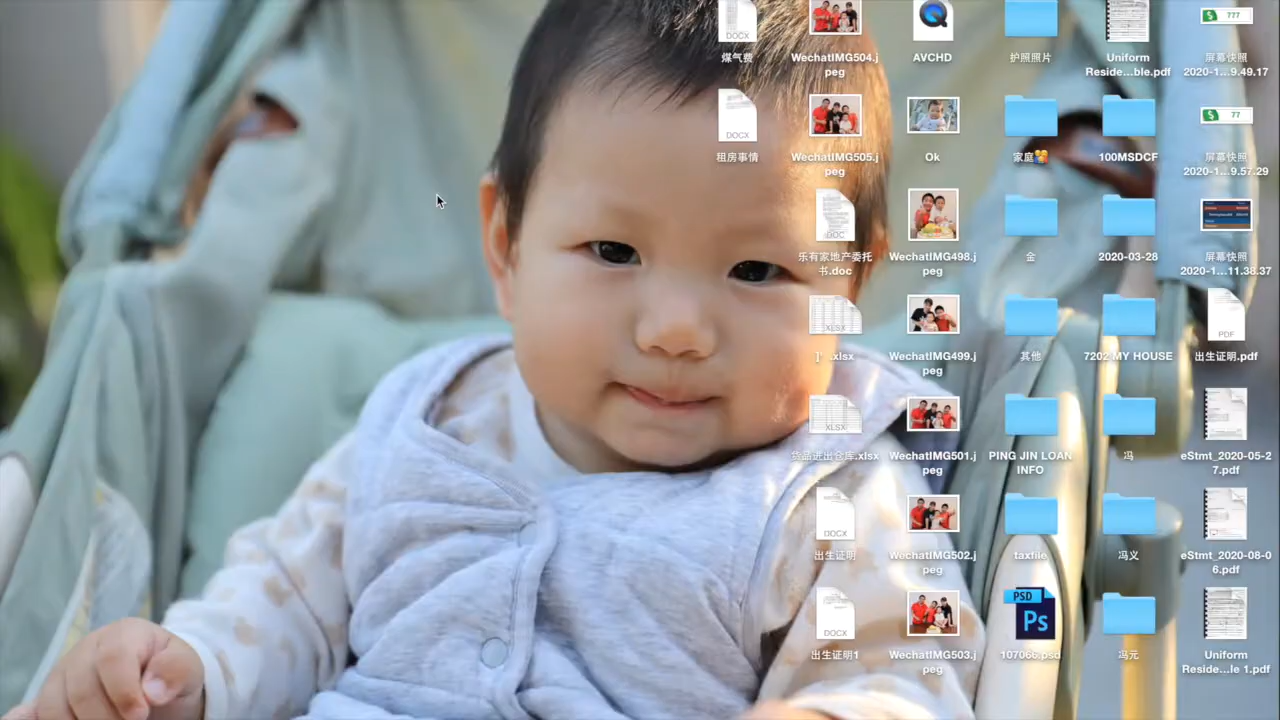 煤气费
WechatIMG504.j
peg
AVCHD
护照照片
Uniform
Reside...ble.pdf
屏幕快照
2020-1...9.49.17
租房事情
WechatIMG505.j
peg
Ok
家庭
100MSDCF
屏幕快照
2020-1...9.57.29
乐有家地产委托
书.doc
WechatIMG498.j
peg
金
2020-03-28
屏幕快照
2020-1...11.38.37
】'  .xlsx
WechatIMG499.j
peg
其他
7202 MY HOUSE
出生证明.pdf
货品进出仓库.xlsx
WechatIMG501.j
peg
PING JIN LOAN
INFO
冯
eStmt_2020-05-2
7.pdf
出生证明
WechatIMG502.j
peg
taxfile
冯义
eStmt_2020-08-0
6.pdf
出生证明1
WechatIMG503.j
peg
107066.psd
冯元
Uniform
Reside...le 1.pdf
DOCX
DOCX
DOC
XLSX
XLSX
DOCX
DOCX
PSD
Ps
PDF
$ 777
$ 77